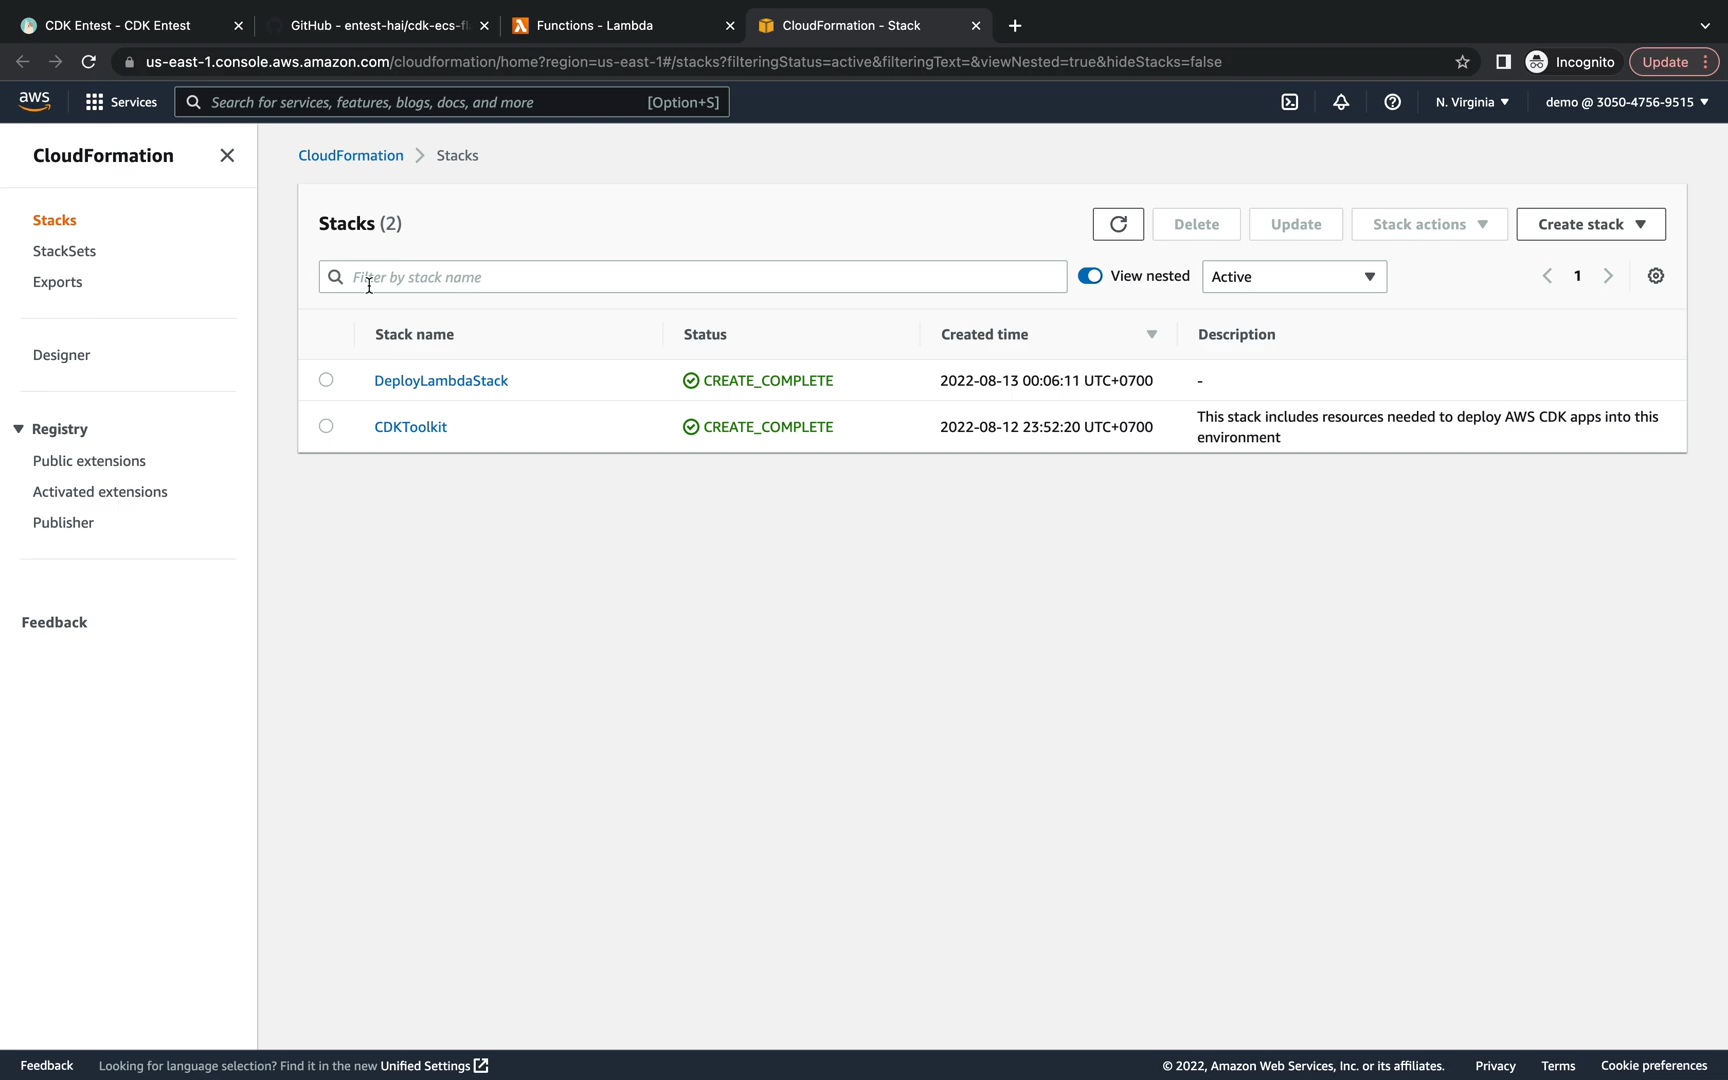 CDK Entest - CDK Entest
GitHub - entest-hai/cdk-ecs-fl
Functions - Lambda
CloudFormation - Stack
us-east-1.console.aws.amazon.com/cloudformation/home?region=us-east-1#/stacks?filteringStatus=active&filteringText=&viewNested=true&hideStacks=false
Incognito
Update
aws
Services
Search for services, features, blogs, docs, and more
[Option+S]
N. Virginia
demo @ 3050-4756-9515
CloudFormation
Stacks
StackSets
Exports
Designer
Registry
Public extensions
Activated extensions
Publisher
Feedback
CloudFormation
Stacks
Stacks (2)
Delete
Update
Stack actions
Create stack
Filter by stack name
View nested
Active
1
Stack name
Status
Created time
Description
DeployLambdaStack
CREATE_COMPLETE
2022-08-13 00:06:11 UTC+0700
-
CDKToolkit
CREATE_COMPLETE
2022-08-12 23:52:20 UTC+0700
This stack includes resources needed to deploy AWS CDK apps into this
environment
Feedback
Looking for language selection? Find it in the new Unified Settings
© 2022, Amazon Web Services, Inc. or its affiliates.
Privacy
Terms
Cookie preferences